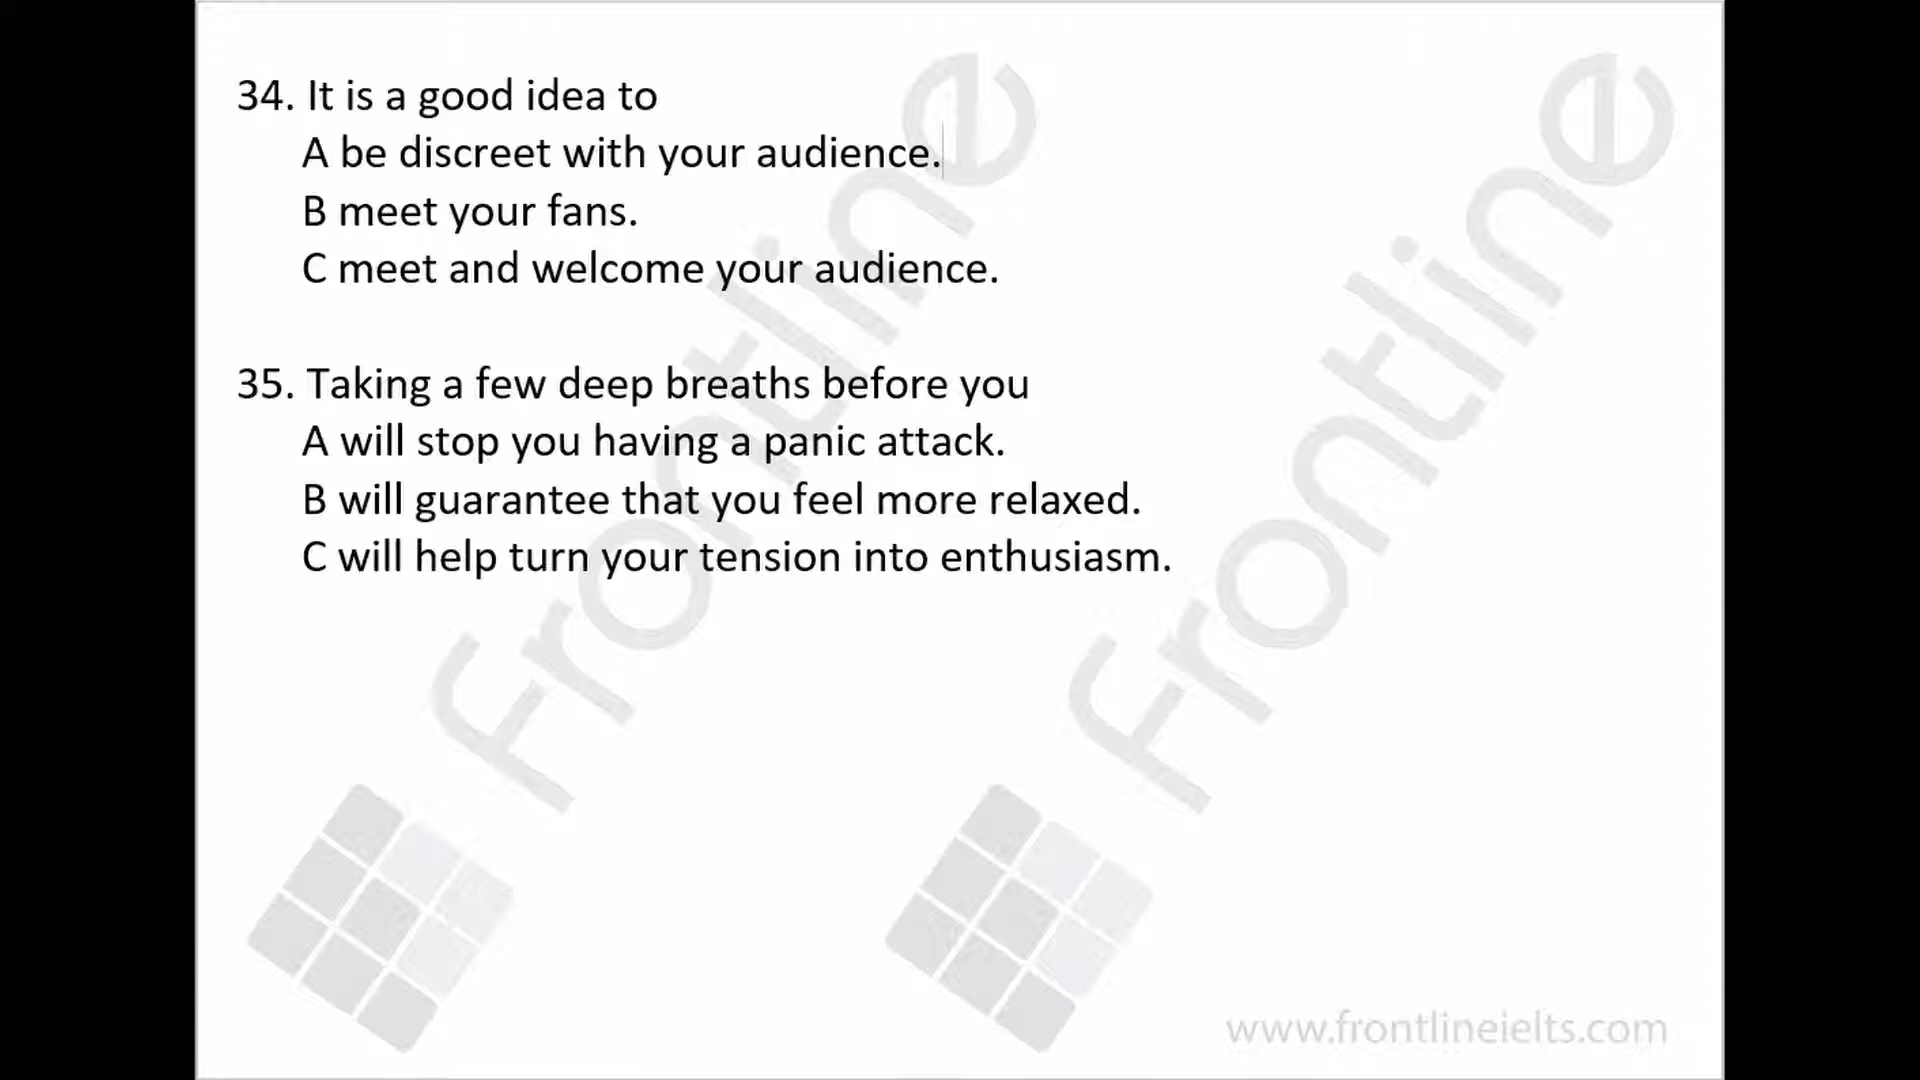 34. It is a good idea to
A be discreet with your audience.
B meet your fans.
C meet and welcome your audience.
35. Taking a few deep breaths before you
A will stop you having a panic attack.
B will guarantee that you feel more relaxed.
C will help turn your tension into enthusiasm.
frontline
frontline
www.frontlineielts.com